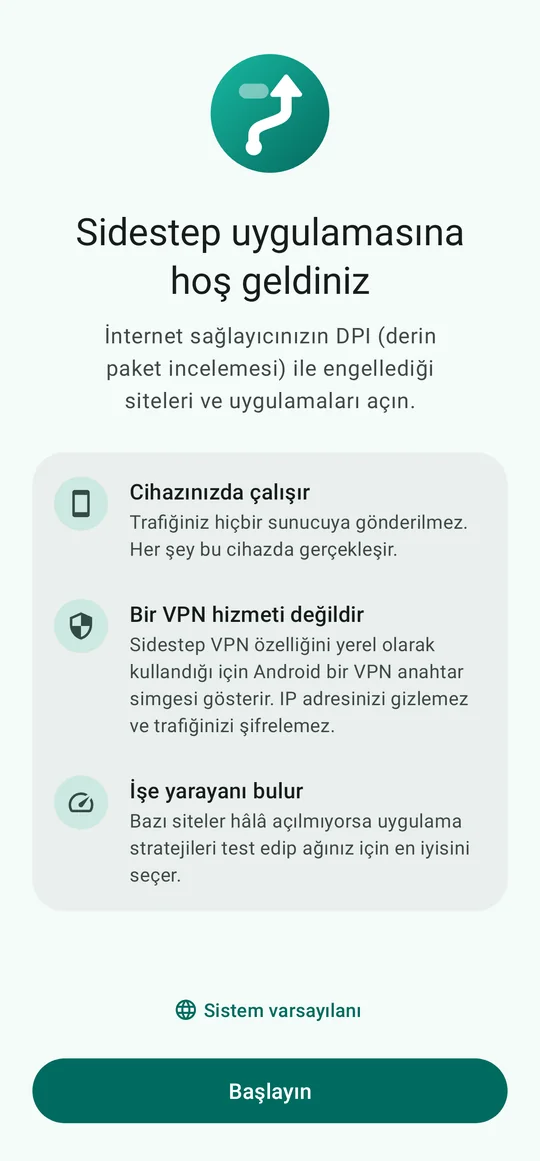 Sidestep uygulamasına
hoş geldiniz
İnternet sağlayıcınızın DPI (derin
paket incelemesi) ile engellediği
siteleri ve uygulamaları açın.
Cihazınızda çalışır
Trafiğiniz hiçbir sunucuya gönderilmez.
Her şey bu cihazda gerçekleşir.
Bir VPN hizmeti değildir
Sidestep VPN özelliğini yerel olarak
kullandığı için Android bir VPN anahtar
simgesi gösterir. IP adresinizi gizlemez
ve trafiğinizi şifrelemez.
İşe yarayanı bulur
Bazı siteler hâlâ açılmıyorsa uygulama
stratejileri test edip ağınız için en iyisini
seçer.
Sistem varsayılanı
Başlayın